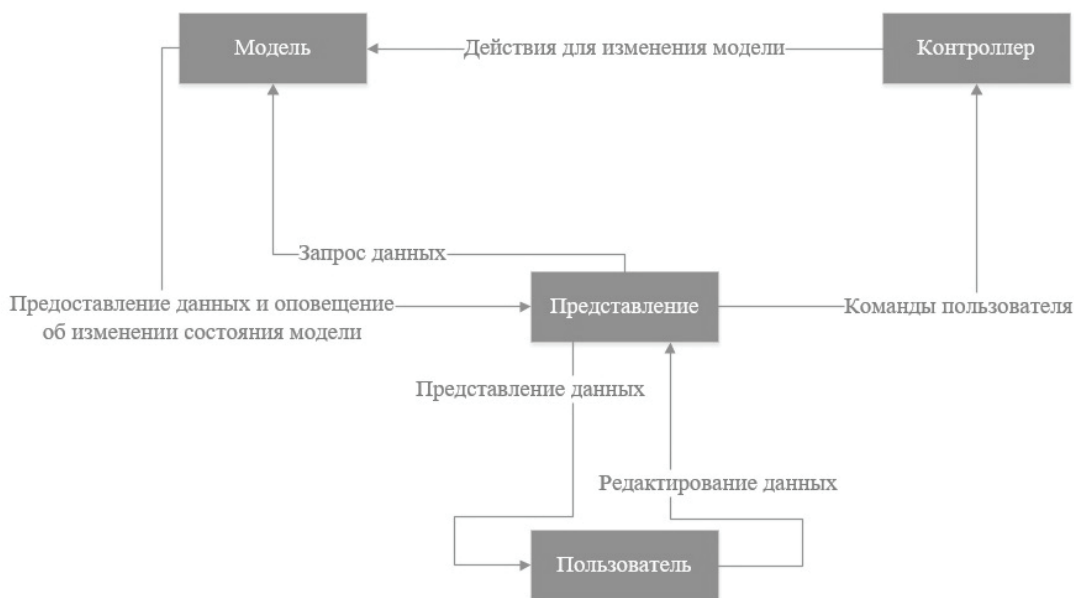 Модель
Действия для изменения модели
Контроллер
Запрос данных
Предоставление данных и оповещение
об изменении состояния модели
Представление
Команды пользователя
Представление данных
Редактирование данных
Пользователь